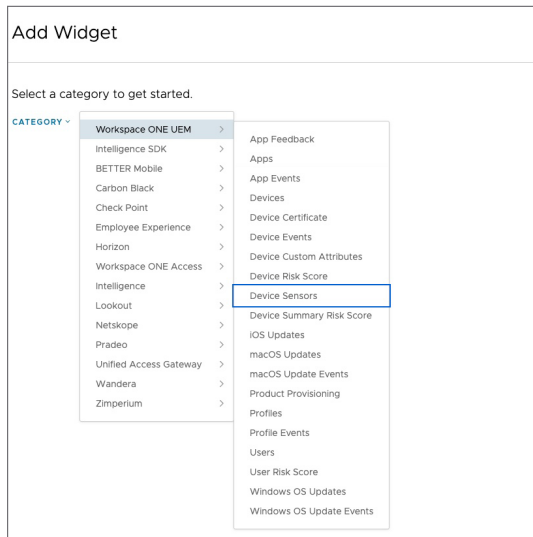 Add Widget
Select a category to get started.
CATEGORY
Workspace ONE UEM
Intelligence SDK
BETTER Mobile
Carbon Black
Check Point
Employee Experience
Horizon
Workspace ONE Access
Intelligence
Lookout
Netskope
Pradeo
Unified Access Gateway
Wandera
Zimperium
App Feedback
Apps
App Events
Devices
Device Certificate
Device Events
Device Custom Attributes
Device Risk Score
Device Sensors
Device Summary Risk Score
iOS Updates
macOS Updates
macOS Update Events
Product Provisioning
Profiles
Profile Events
Users
User Risk Score
Windows OS Updates
Windows OS Update Events